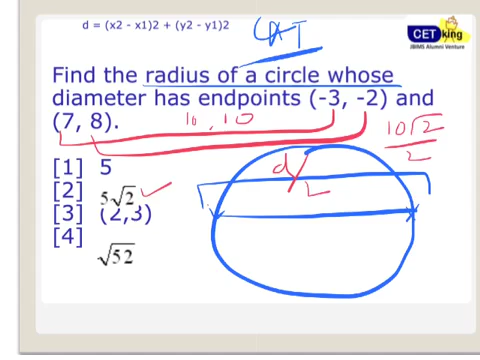 d = (x2 - x1)2 + (y2 - y1)2
CAT
CET king
JBIMS Alumni Venture
Find the radius of a circle whose
diameter has endpoints (-3, -2) and
(7, 8).
10, 10
10√2
2
d/2
[1] 5
[2] 5√2
[3] (2,3)
[4]
√52